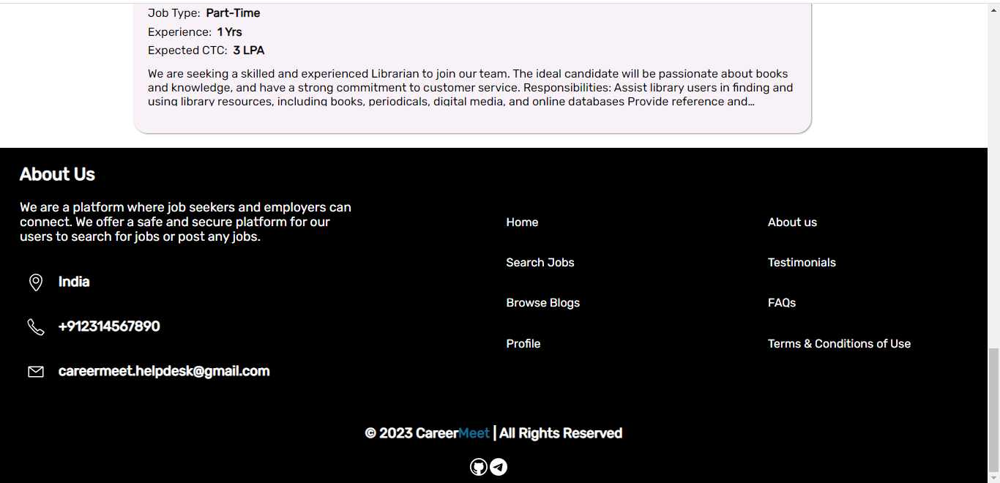 Job Type: Part-Time
Experience: 1 Yrs
Expected CTC: 3 LPA
We are seeking a skilled and experienced Librarian to join our team. The ideal candidate will be passionate about books
and knowledge, and have a strong commitment to customer service. Responsibilities: Assist library users in finding and
using library resources, including books, periodicals, digital media, and online databases Provide reference and…
About Us
We are a platform where job seekers and employers can
connect. We offer a safe and secure platform for our
users to search for jobs or post any jobs.
India
+912314567890
careermeet.helpdesk@gmail.com
Home
Search Jobs
Browse Blogs
Profile
About us
Testimonials
FAQs
Terms & Conditions of Use
© 2023 CareerMeet | All Rights Reserved